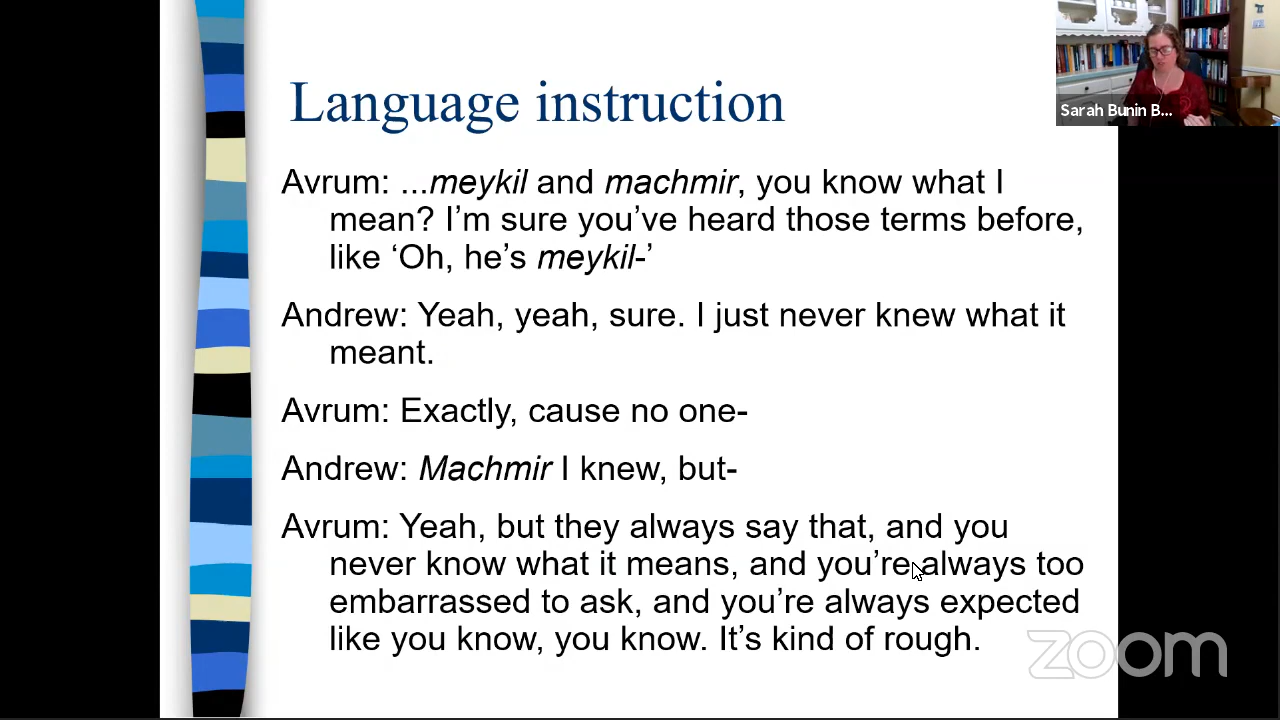 Language instruction
Sarah Bunin B...
Avrum: ...meykil and machmir, you know what I
mean? I’m sure you’ve heard those terms before,
like ‘Oh, he’s meykil-’
Andrew: Yeah, yeah, sure. I just never knew what it
meant.
Avrum: Exactly, cause no one-
Andrew: Machmir I knew, but-
Avrum: Yeah, but they always say that, and you
never know what it means, and you’re always too
embarrassed to ask, and you’re always expected
like you know, you know. It’s kind of rough.
zoom